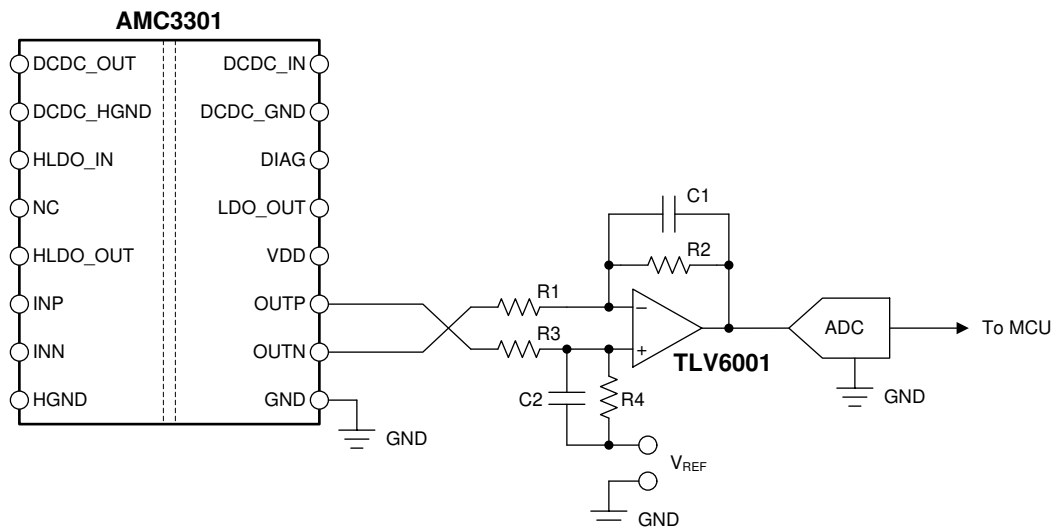 AMC3301
DCDC_OUT
DCDC_IN
DCDC_HGND
DCDC_GND
HLDO_IN
DIAG
NC
LDO_OUT
HLDO_OUT
VDD
INP
OUTP
INN
OUTN
HGND
GND
GND
C1
R2
R1
R3
−
+
TLV6001
C2
R4
ADC
To MCU
GND
VREF
GND